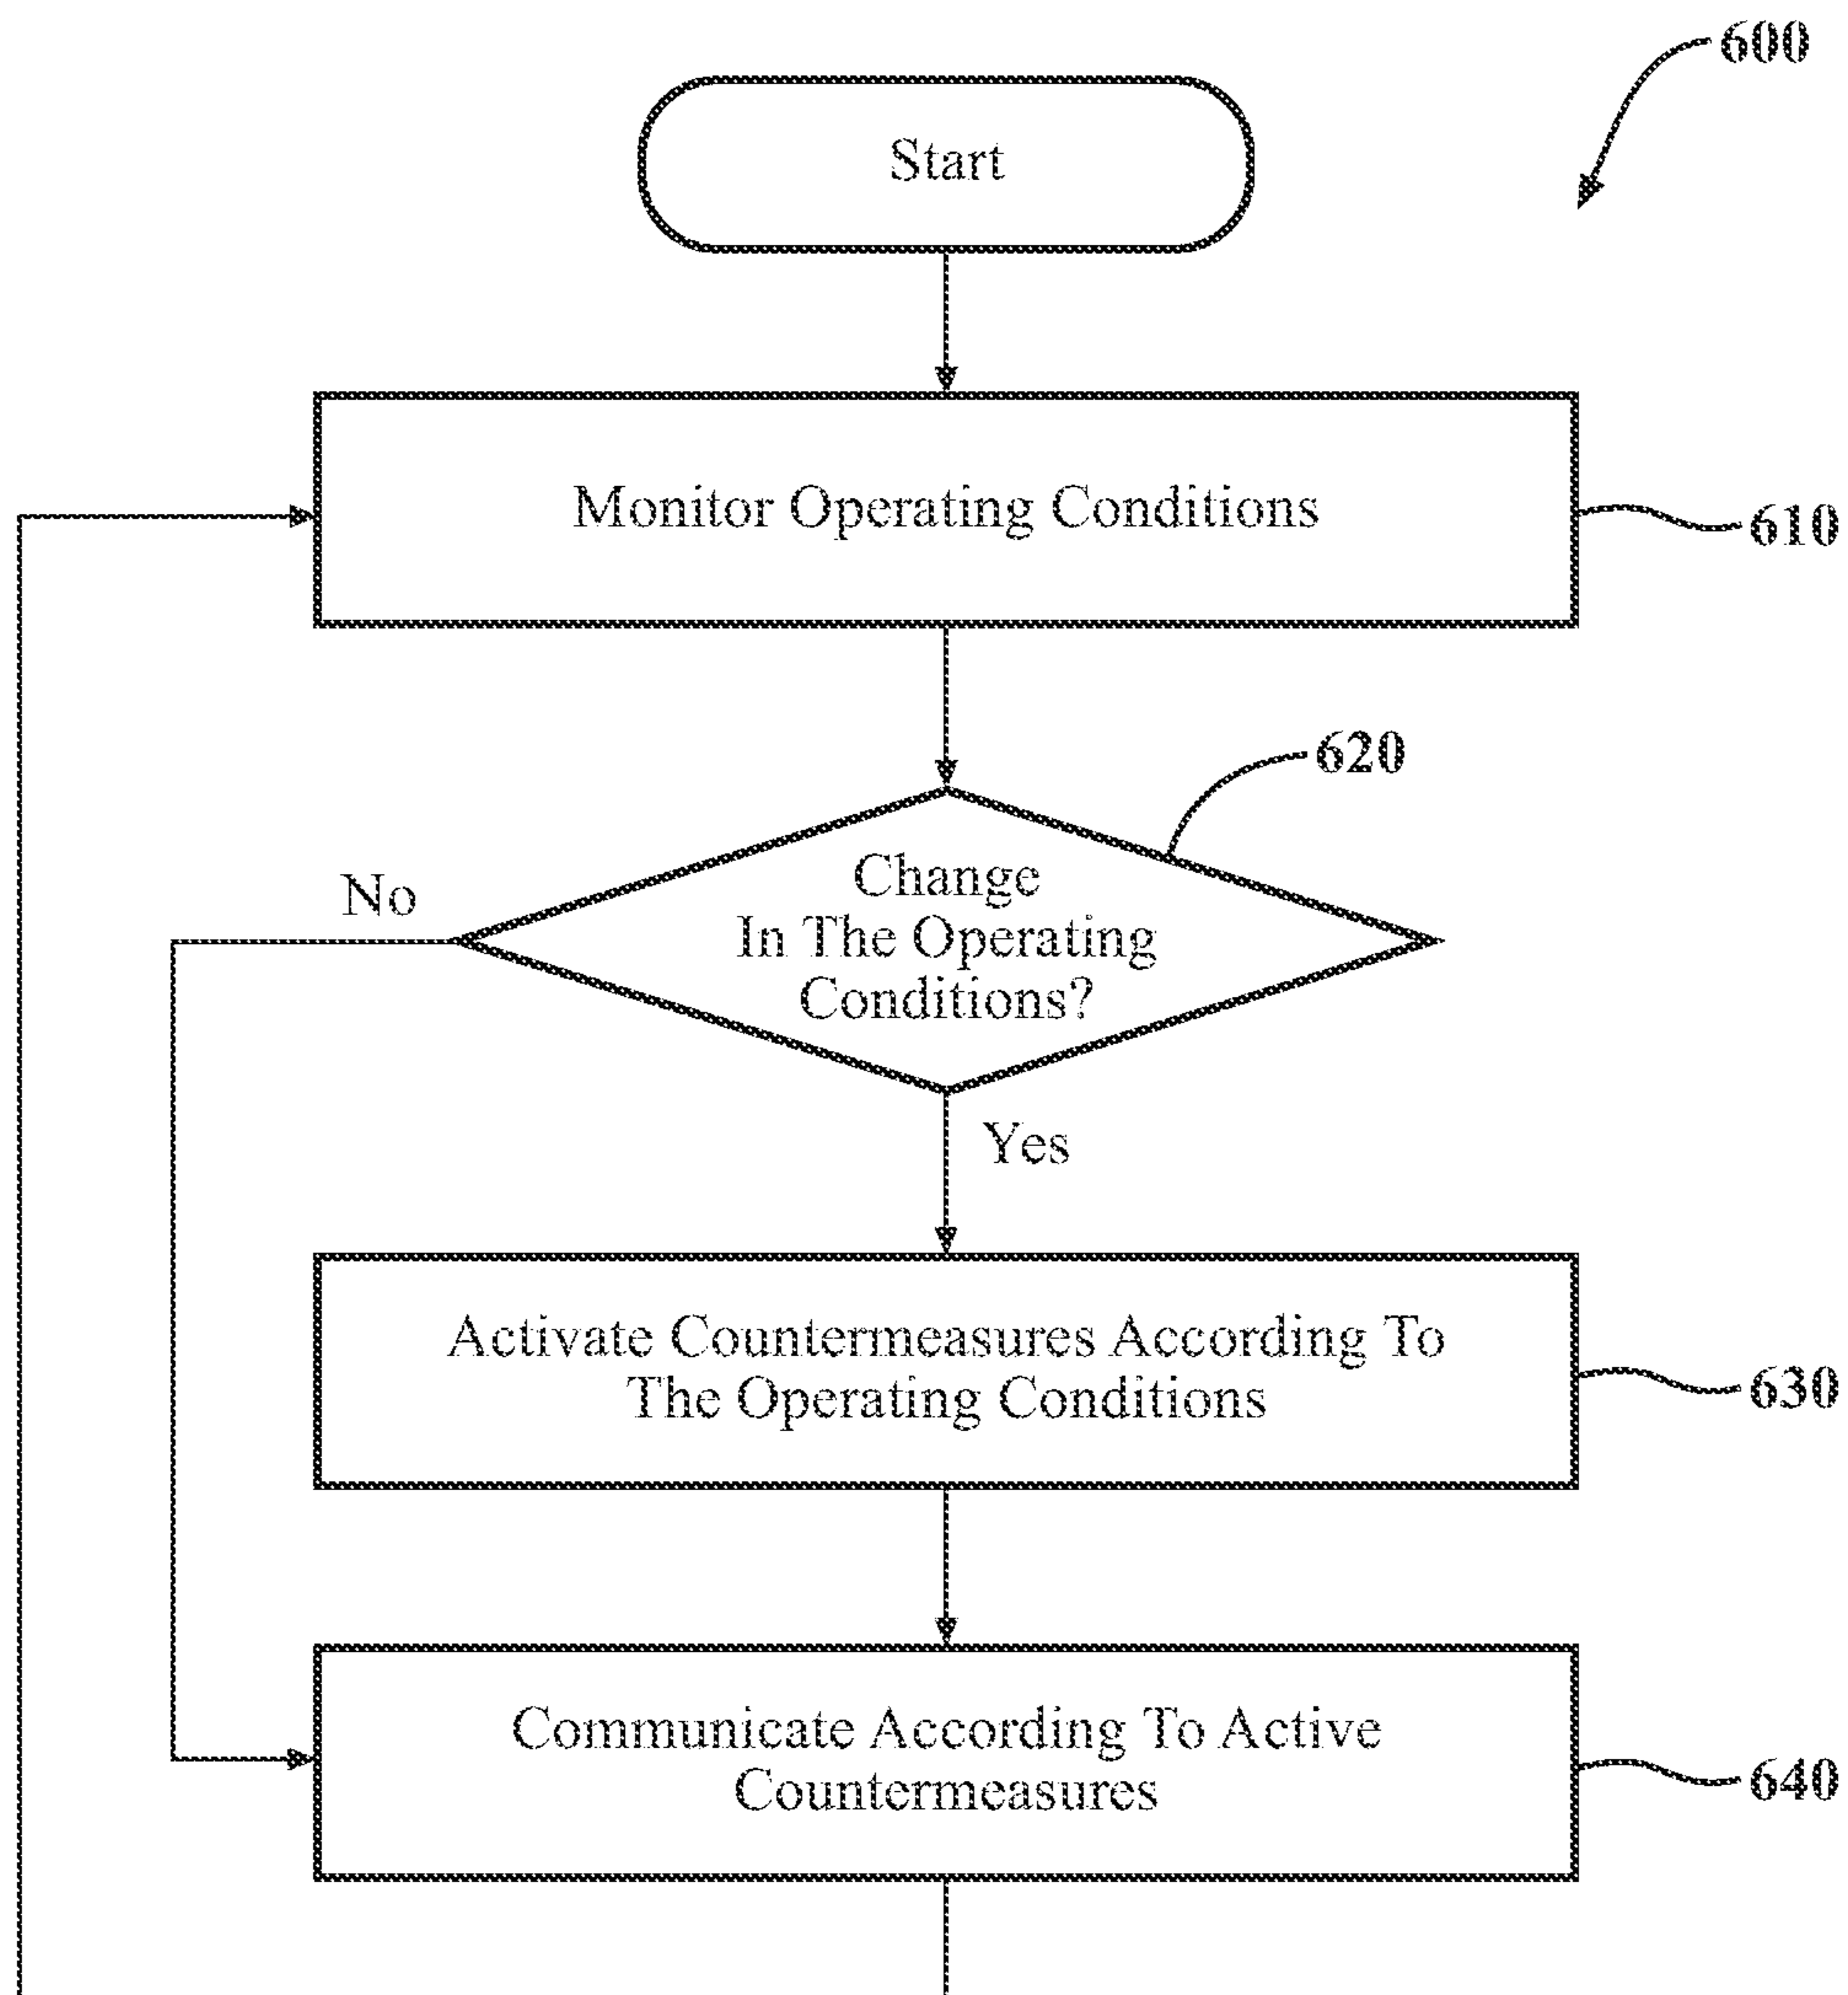 600
Start
Monitor Operating Conditions
610
620
Change
In The Operating
Conditions?
No
Yes
Activate Countermeasures According To
The Operating Conditions
630
Communicate According To Active
Countermeasures
640